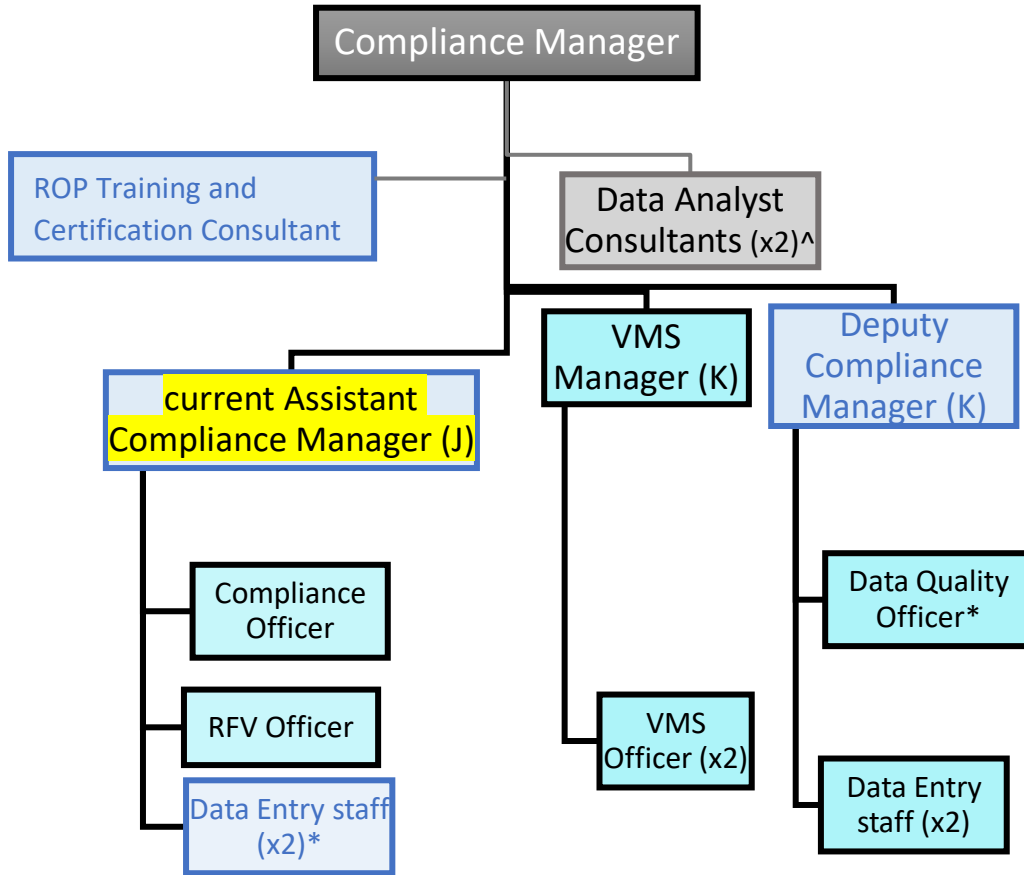 Compliance Manager
ROP Training and
Certification Consultant
Data Analyst
Consultants (x2)^
current Assistant
Compliance Manager (J)
VMS
Manager (K)
Deputy
Compliance
Manager (K)
Compliance
Officer
RFV Officer
Data Entry staff
(x2)*
VMS
Officer (x2)
Data Quality
Officer*
Data Entry
staff (x2)